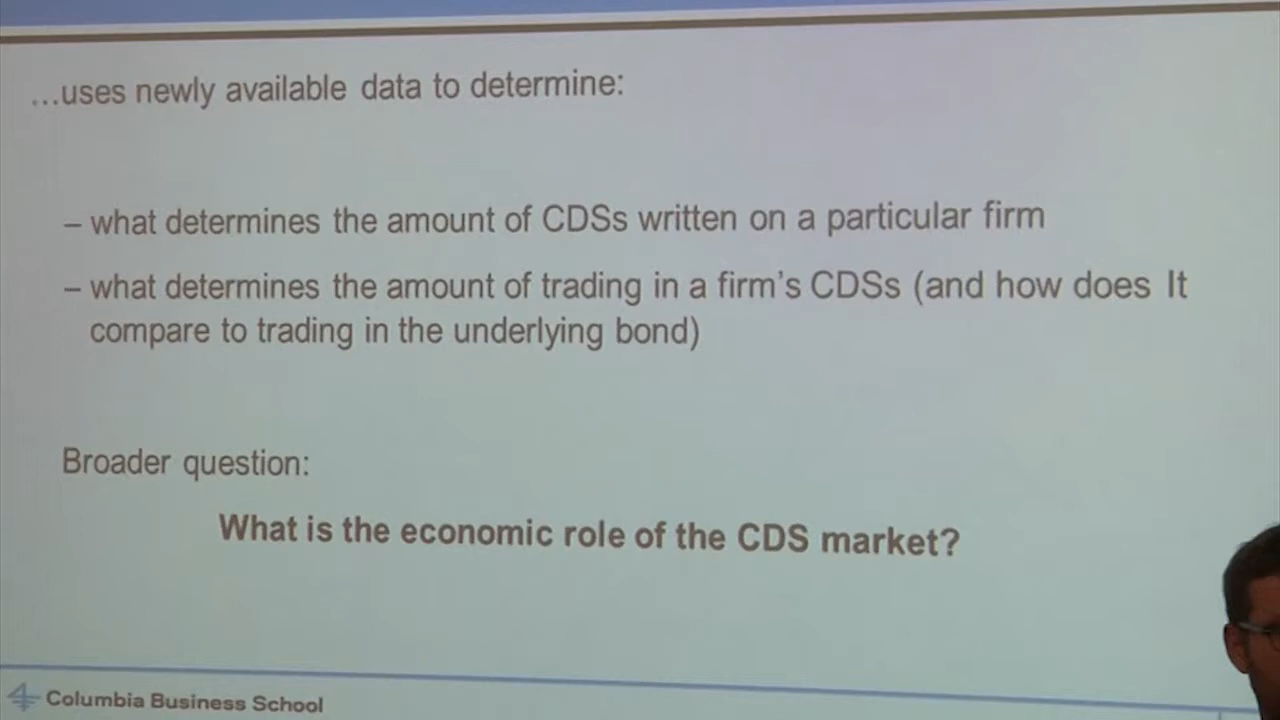 ...uses newly available data to determine:
– what determines the amount of CDSs written on a particular firm
– what determines the amount of trading in a firm's CDSs (and how does It
compare to trading in the underlying bond)
Broader question:
What is the economic role of the CDS market?
Columbia Business School